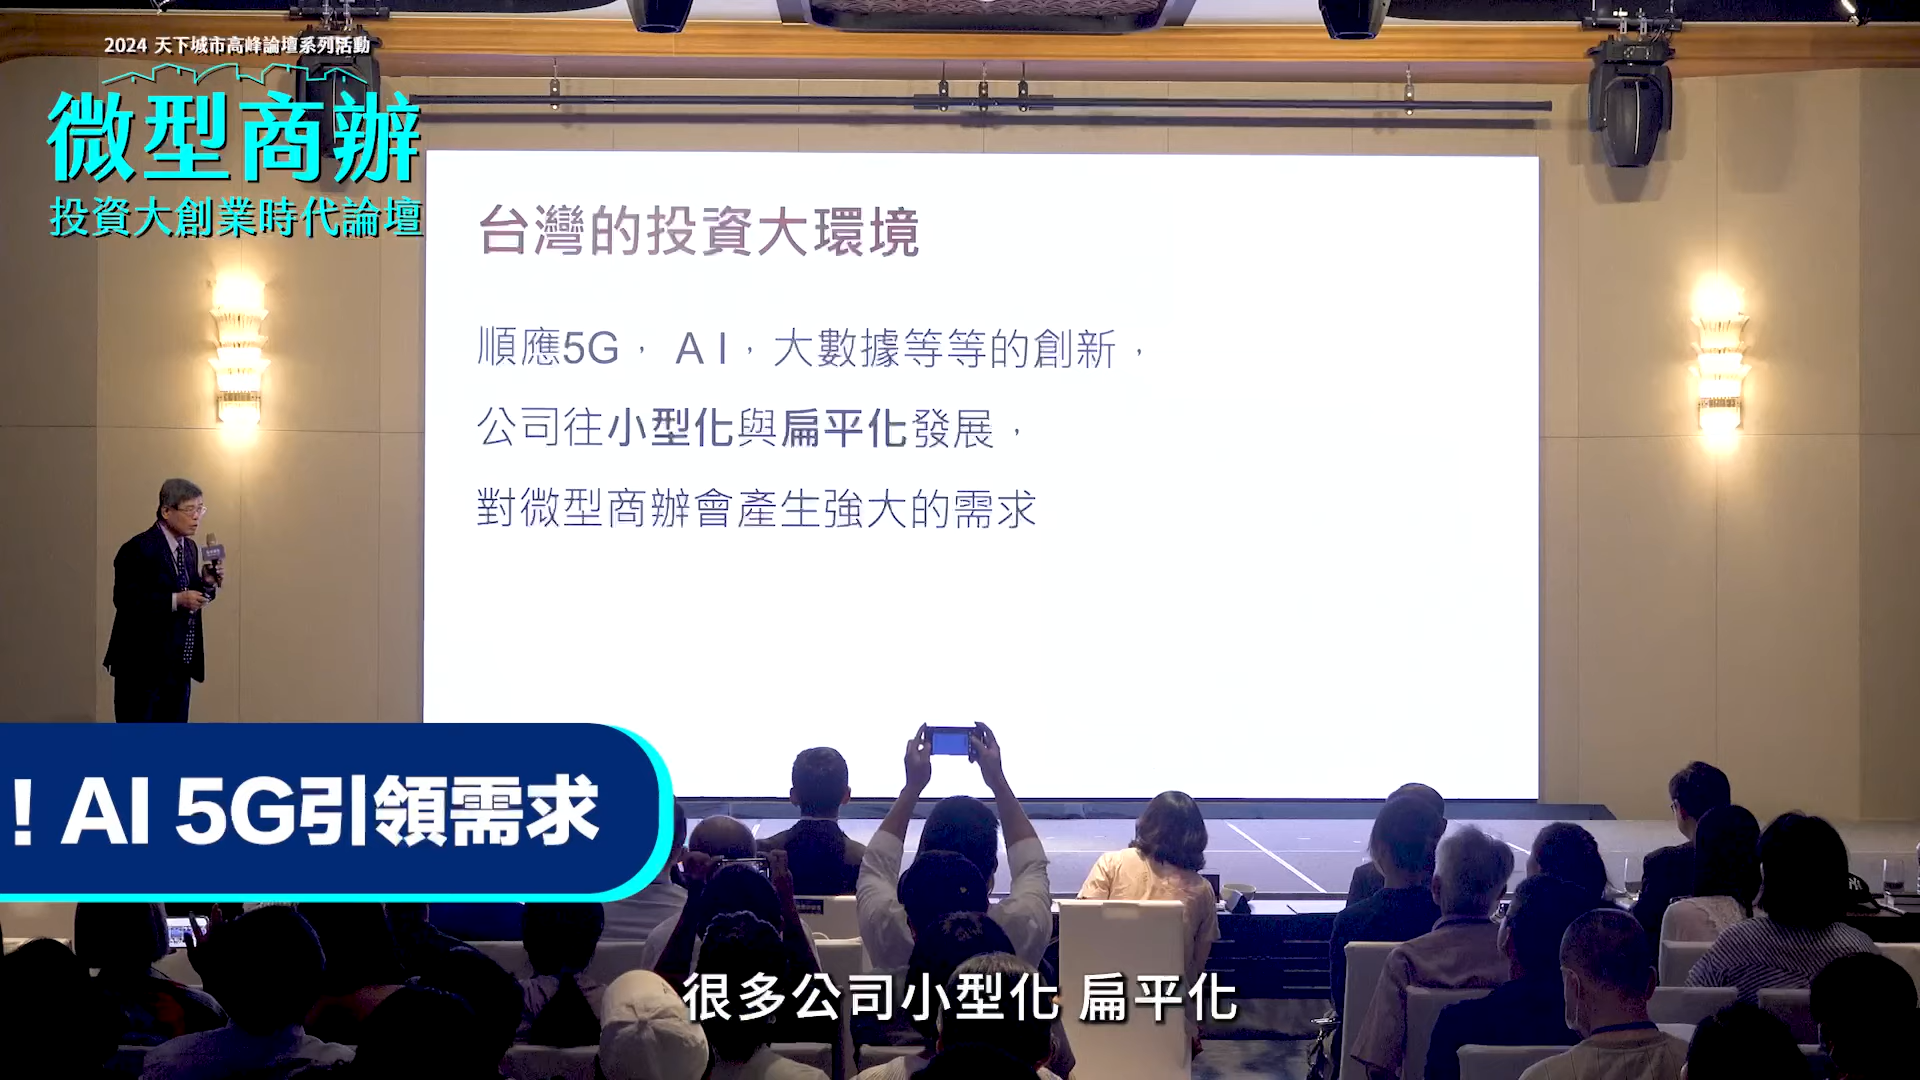 2024 天下城市高峰論壇系列活動
微型商辦
投資大創業時代論壇
台灣的投資大環境
順應5G， AI，大數據等等的創新，
公司往小型化與扁平化發展，
對微型商辦會產生強大的需求
！AI 5G引領需求
很多公司小型化 扁平化